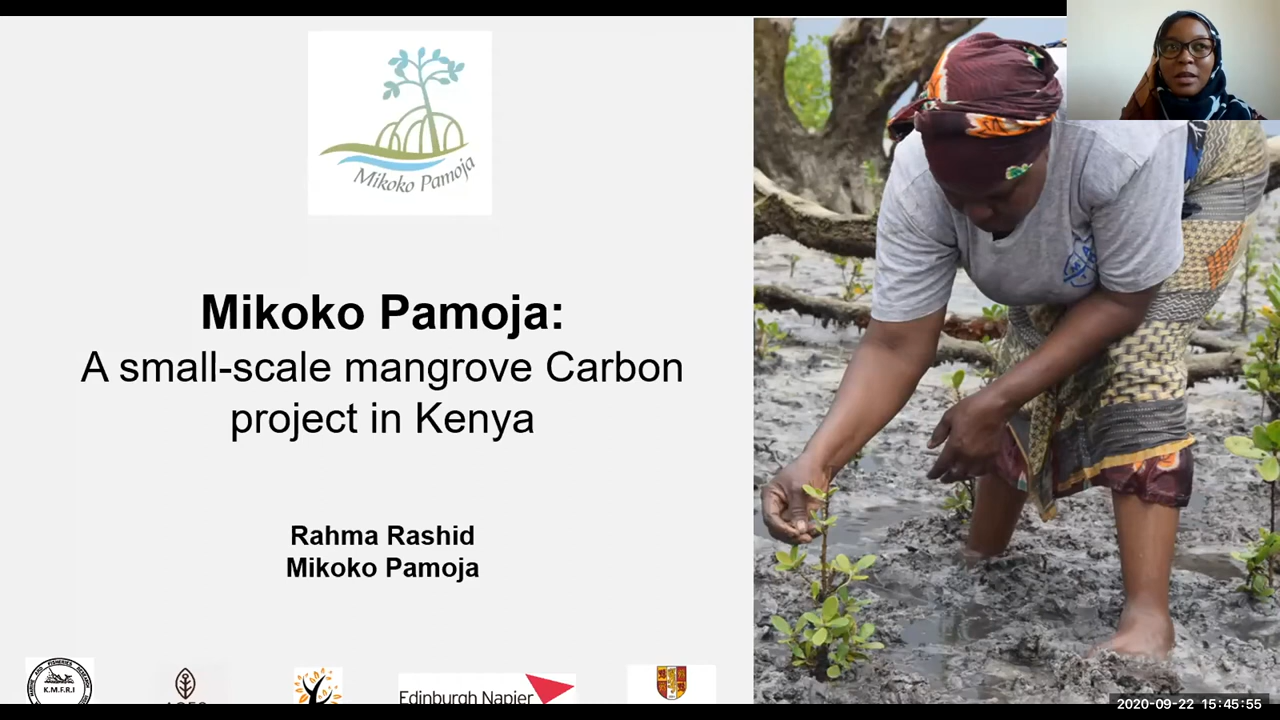 Mikoko Pamoja
Mikoko Pamoja:
A small-scale mangrove Carbon
project in Kenya
Rahma Rashid
Mikoko Pamoja
K.M.F.R.I
Edinburgh Napier
2020-09-22 15:45:55